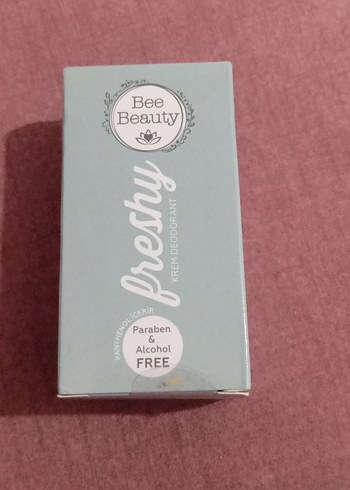 Bee
Beauty
freshy
KREM DEODORANT
PANTHENOL İÇERİR
Paraben
&
Alcohol
FREE